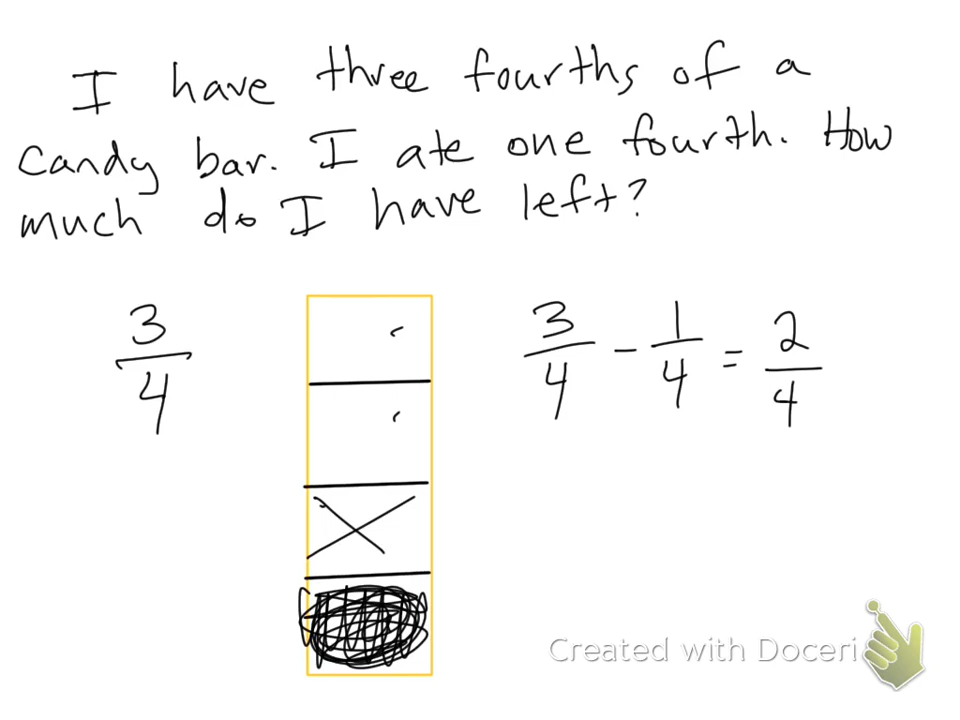 I have three fourths of a
candy bar. I ate one fourth. How
much do I have left?
3/4
3/4 - 1/4 = 2/4
Created with Doceri